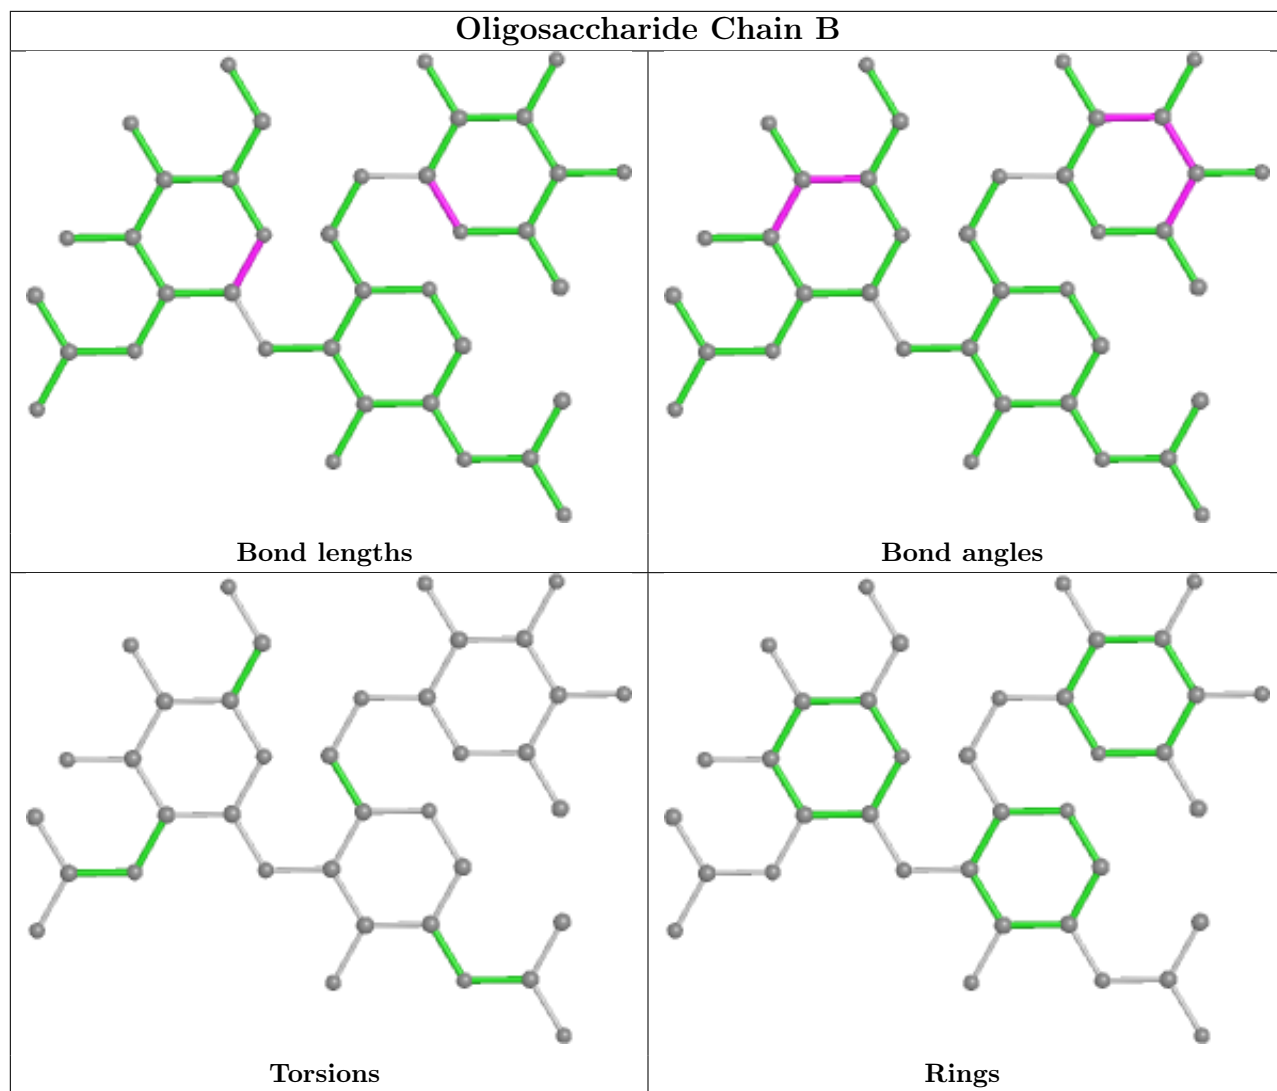 Oligosaccharide Chain B
Bond lengths
Bond angles
Torsions
Rings